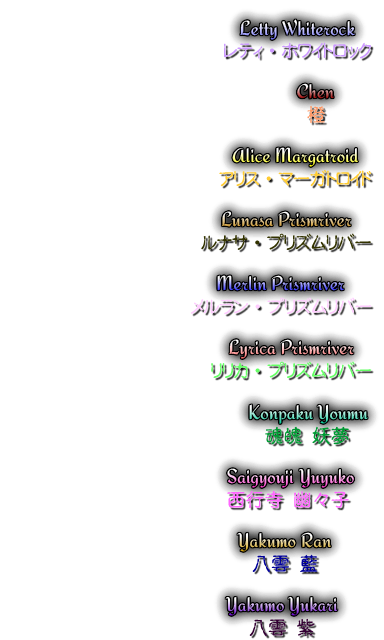 Letty Whiterock
レティ・ホワイトロック
Chen
橙
Alice Margatroid
アリス・マーガトロイド
Lunasa Prismriver
ルナサ・プリズムリバー
Merlin Prismriver
メルラン・プリズムリバー
Lyrica Prismriver
リリカ・プリズムリバー
Konpaku Youmu
魂魄 妖夢
Saigyouji Yuyuko
西行寺 幽々子
Yakumo Ran
八雲 藍
Yakumo Yukari
八雲 紫